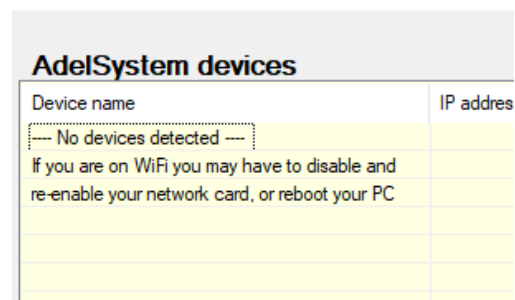 AdelSystem devices
Device name IP addres
---- No devices detected ----
If you are on WiFi you may have to disable and
re-enable your network card, or reboot your PC